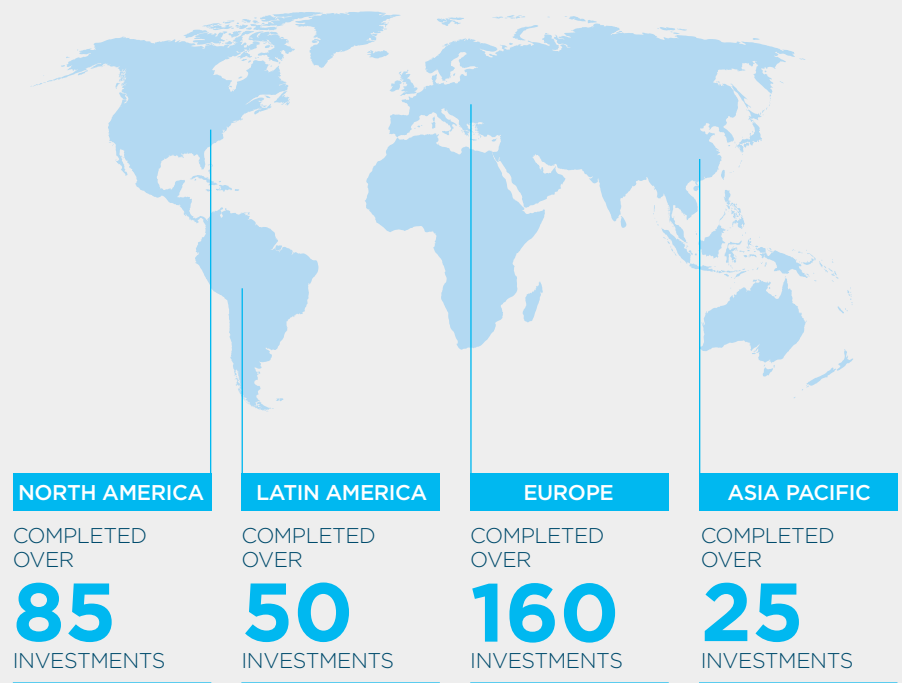 NORTH AMERICA
COMPLETED
OVER
85
INVESTMENTS
LATIN AMERICA
COMPLETED
OVER
50
INVESTMENTS
EUROPE
COMPLETED
OVER
160
INVESTMENTS
ASIA PACIFIC
COMPLETED
OVER
25
INVESTMENTS